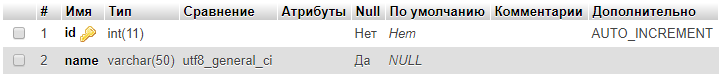 # Имя Тип Сравнение Атрибуты Null По умолчанию Комментарии Дополнительно
1 id int(11) Нет Нет AUTO_INCREMENT
2 name varchar(50) utf8_general_ci Да NULL